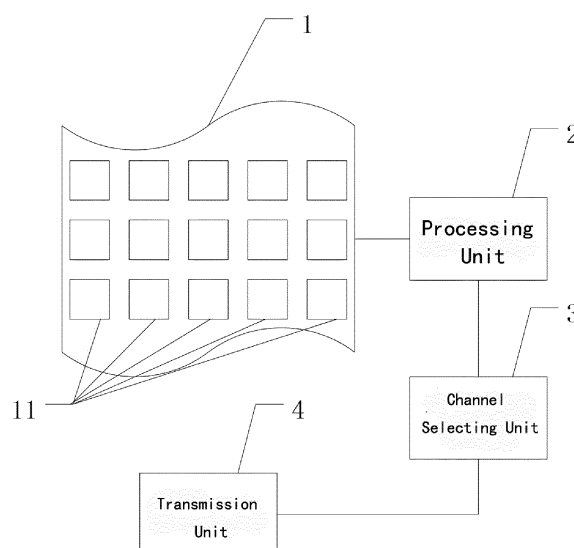 1
2
Processing
Unit
3
Channel
Selecting Unit
11
4
Transmission
Unit